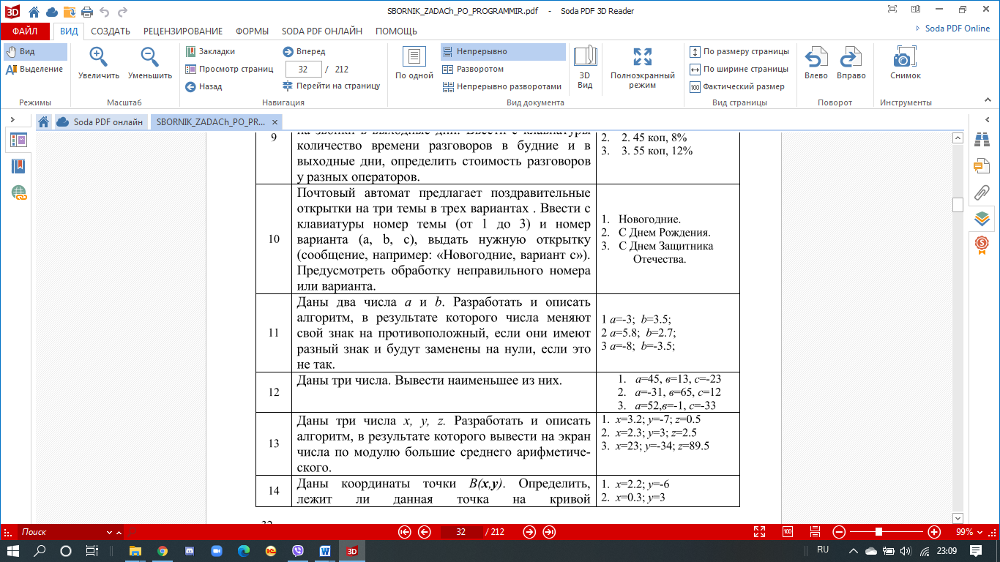 SBORNIK_ZADACh_PO_PROGRAMMIR.pdf - Soda PDF 3D Reader
ФАЙЛ ВИД СОЗДАТЬ РЕЦЕНЗИРОВАНИЕ ФОРМЫ SODA PDF ОНЛАЙН ПОМОЩЬ Soda PDF Online
Вид
Выделение
Режимы
Увеличить Уменьшить
Масштаб
Закладки
Просмотр страниц
Назад
Вперед
32 / 212
Перейти на страницу
Навигация
По одной
Непрерывно
Разворотом
Непрерывно разворотами
3D
Вид
Вид документа
Полноэкранный
режим
По размеру страницы
По ширине страницы
100 Фактический размер
Вид страницы
Влево Вправо
Поворот
Снимок
Инструменты
Soda PDF онлайн SBORNIK_ZADACh_PO_PR...
9
на звонки в выходные дни. Ввести с клавиатуры
количество времени разговоров в будние и в
выходные дни, определить стоимость разговоров
у разных операторов.
2. 2. 45 коп, 8%
3. 3. 55 коп, 12%
10
Почтовый автомат предлагает поздравительные
открытки на три темы в трех вариантах . Ввести с
клавиатуры номер темы (от 1 до 3) и номер
варианта (a, b, c), выдать нужную открытку
(сообщение, например: «Новогодние, вариант с»).
Предусмотреть обработку неправильного номера
или варианта.
1. Новогодние.
2. С Днем Рождения.
3. С Днем Защитника
Отечества.
11
Даны два числа a и b. Разработать и описать
алгоритм, в результате которого числа меняют
свой знак на противоположный, если они имеют
разный знак и будут заменены на нули, если это
не так.
1 a=-3; b=3.5;
2 a=5.8; b=2.7;
3 a=-8; b=-3.5;
12
Даны три числа. Вывести наименьшее из них.
1. а=45, в=13, с=-23
2. а=-31, в=65, с=12
3. а=52,в=-1, с=-33
13
Даны три числа x, y, z. Разработать и описать
алгоритм, в результате которого вывести на экран
числа по модулю большие среднего арифметиче-
ского.
1. x=3.2; y=-7; z=0.5
2. x=2.3; y=3; z=2.5
3. x=23; y=-34; z=89.5
14
Даны координаты точки B(x,y). Определить,
лежит ли данная точка на кривой
1. x=2.2; y=-6
2. x=0.3; y=3
32
Поиск 32 / 212 100 99%
RU 23:09